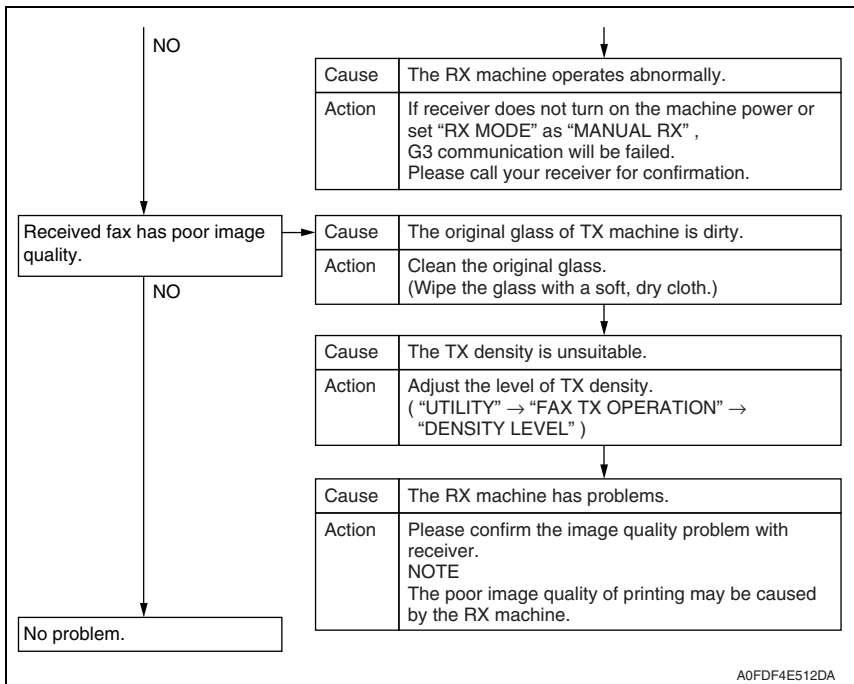 NO
Cause The RX machine operates abnormally.
Action If receiver does not turn on the machine power or
set “RX MODE” as “MANUAL RX” ,
G3 communication will be failed.
Please call your receiver for confirmation.
Received fax has poor image
quality.
Cause The original glass of TX machine is dirty.
Action Clean the original glass.
(Wipe the glass with a soft, dry cloth.)
NO
Cause The TX density is unsuitable.
Action Adjust the level of TX density.
( “UTILITY” → “FAX TX OPERATION” →
“DENSITY LEVEL” )
Cause The RX machine has problems.
Action Please confirm the image quality problem with
receiver.
NOTE
The poor image quality of printing may be caused
by the RX machine.
No problem.
A0FDF4E512DA